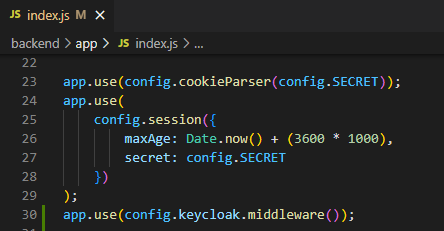 JS index.js M ×
backend > app > JS index.js > ...
22
23 app.use(config.cookieParser(config.SECRET));
24 app.use(
25     config.session({
26         maxAge: Date.now() + (3600 * 1000),
27         secret: config.SECRET
28     })
29 );
30 app.use(config.keycloak.middleware());